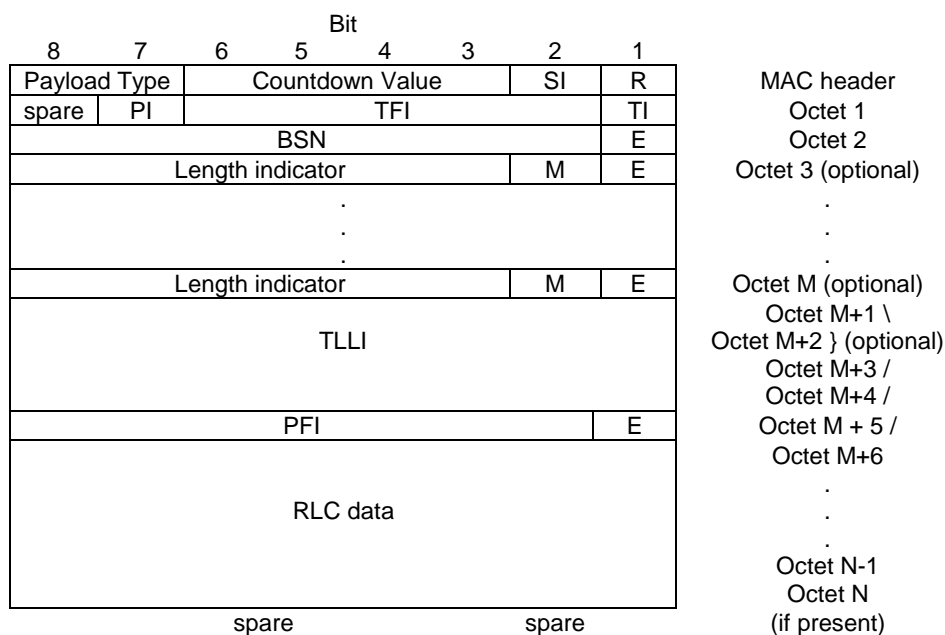 Bit
8 7 6 5 4 3 2 1
Payload Type Countdown Value SI R MAC header
spare PI TFI TI Octet 1
BSN E Octet 2
Length indicator M E Octet 3 (optional)
. .
. .
. .
Length indicator M E Octet M (optional)
Octet M+1 \
TLLI Octet M+2 } (optional)
Octet M+3 /
Octet M+4 /
PFI E Octet M + 5 /
Octet M+6
.
RLC data .
.
Octet N-1
Octet N
spare spare (if present)